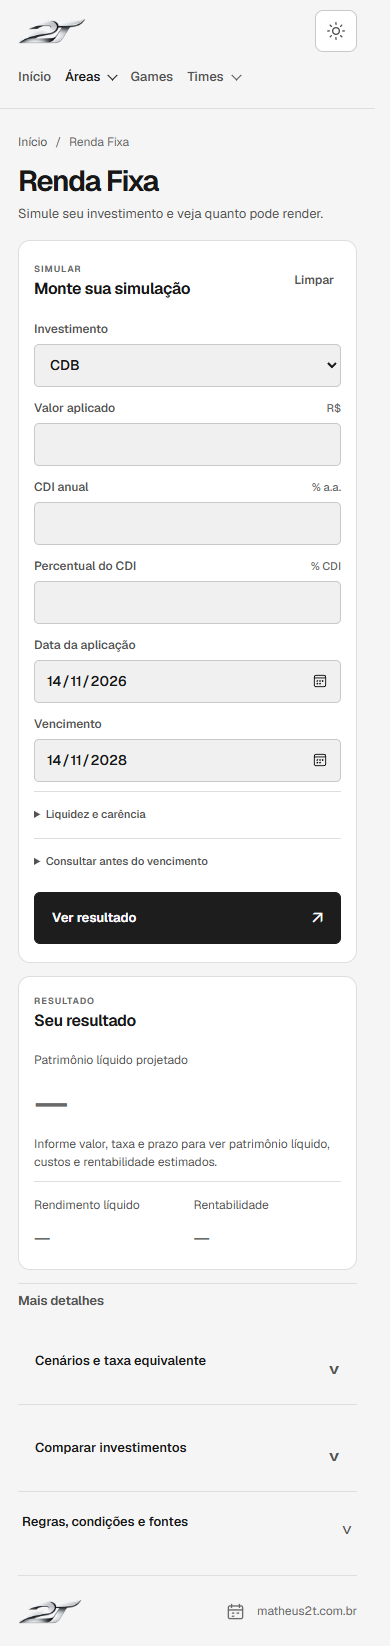 2T
Início Áreas Games Times
Início / Renda Fixa
Renda Fixa
Simule seu investimento e veja quanto pode render.
SIMULAR
Monte sua simulação
Limpar
Investimento
CDB
Valor aplicado R$
CDI anual % a.a.
Percentual do CDI % CDI
Data da aplicação
14/11/2026
Vencimento
14/11/2028
Liquidez e carência
Consultar antes do vencimento
Ver resultado
RESULTADO
Seu resultado
Patrimônio líquido projetado
—
Informe valor, taxa e prazo para ver patrimônio líquido,
custos e rentabilidade estimados.
Rendimento líquido Rentabilidade
— —
Mais detalhes
Cenários e taxa equivalente
v
Comparar investimentos
v
Regras, condições e fontes
v
2T matheus2t.com.br